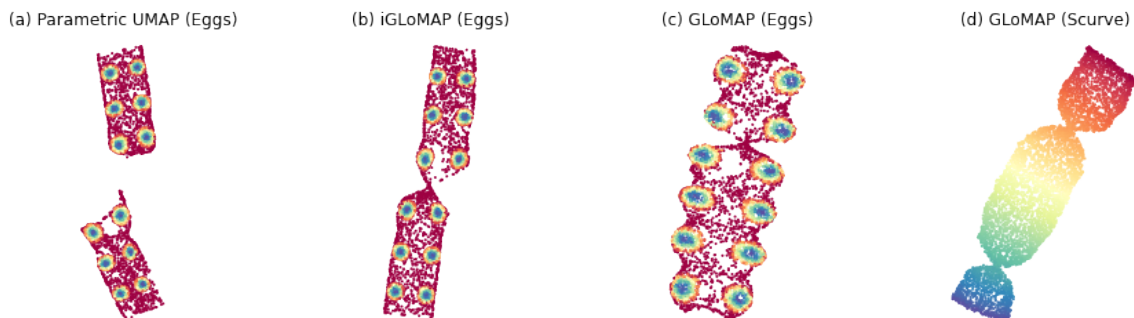 (a) Parametric UMAP (Eggs)
(b) iGLoMAP (Eggs)
(c) GLoMAP (Eggs)
(d) GLoMAP (Scurve)